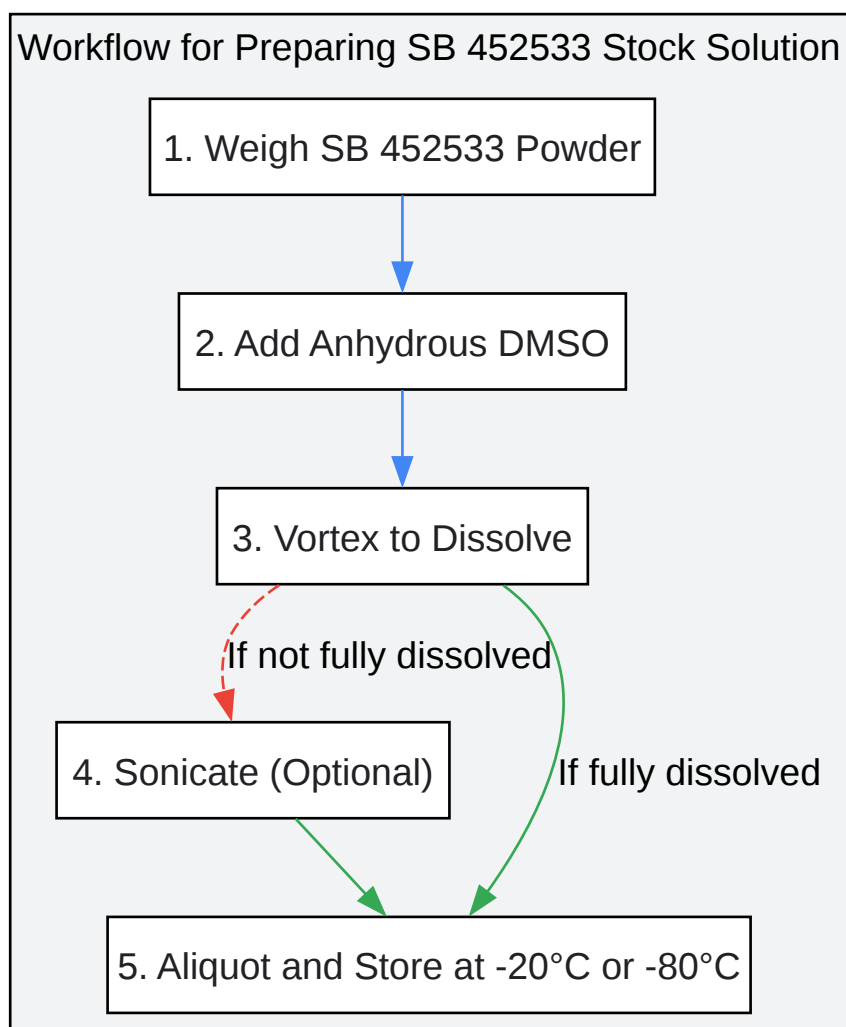 Workflow for Preparing SB 452533 Stock Solution
1. Weigh SB 452533 Powder
2. Add Anhydrous DMSO
3. Vortex to Dissolve
If not fully dissolved
4. Sonicate (Optional)
If fully dissolved
5. Aliquot and Store at -20°C or -80°C